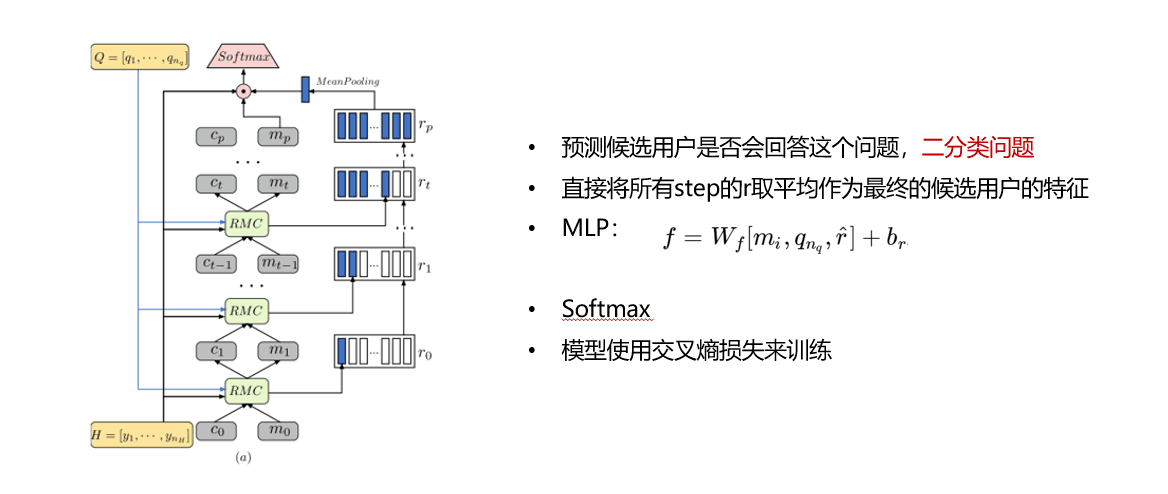 Q = [q_1, ⋯, q_{n_q}]
Softmax
MeanPooling
c_p
m_p
r_p
⋯
c_t
m_t
r_t
RMC
⋯
c_{t−1}
m_{t−1}
r_1
⋯
RMC
c_1
m_1
r_0
RMC
H = [y_1, ⋯, y_{n_H}]
c_0
m_0
(a)
• 预测候选用户是否会回答这个问题，二分类问题
• 直接将所有step的r取平均作为最终的候选用户的特征
• MLP： f = W_f[m_i, q_{n_q}, r̂] + b_r
• Softmax
• 模型使用交叉熵损失来训练